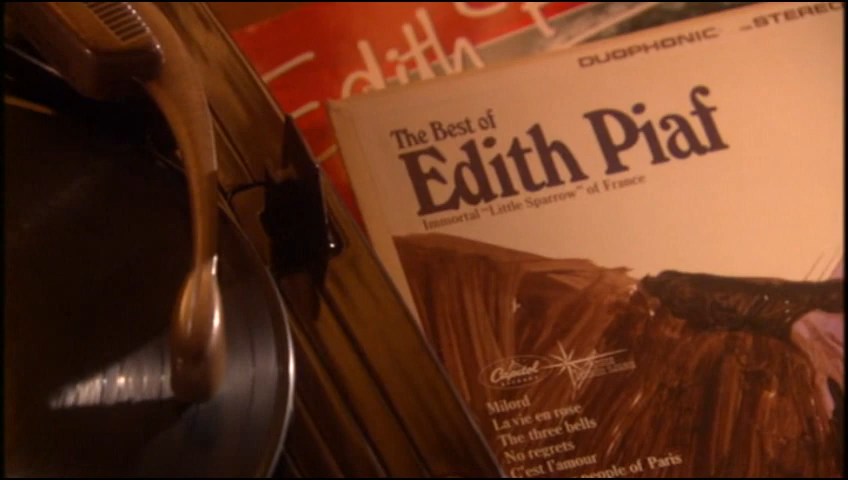 Edith
DUOPHONIC
STEREO
The Best of
Edith Piaf
Immortal "Little Sparrow" of France
Capitol
Milord
La vie en rose
The three bells
No regrets
C'est l'amour
people of Paris